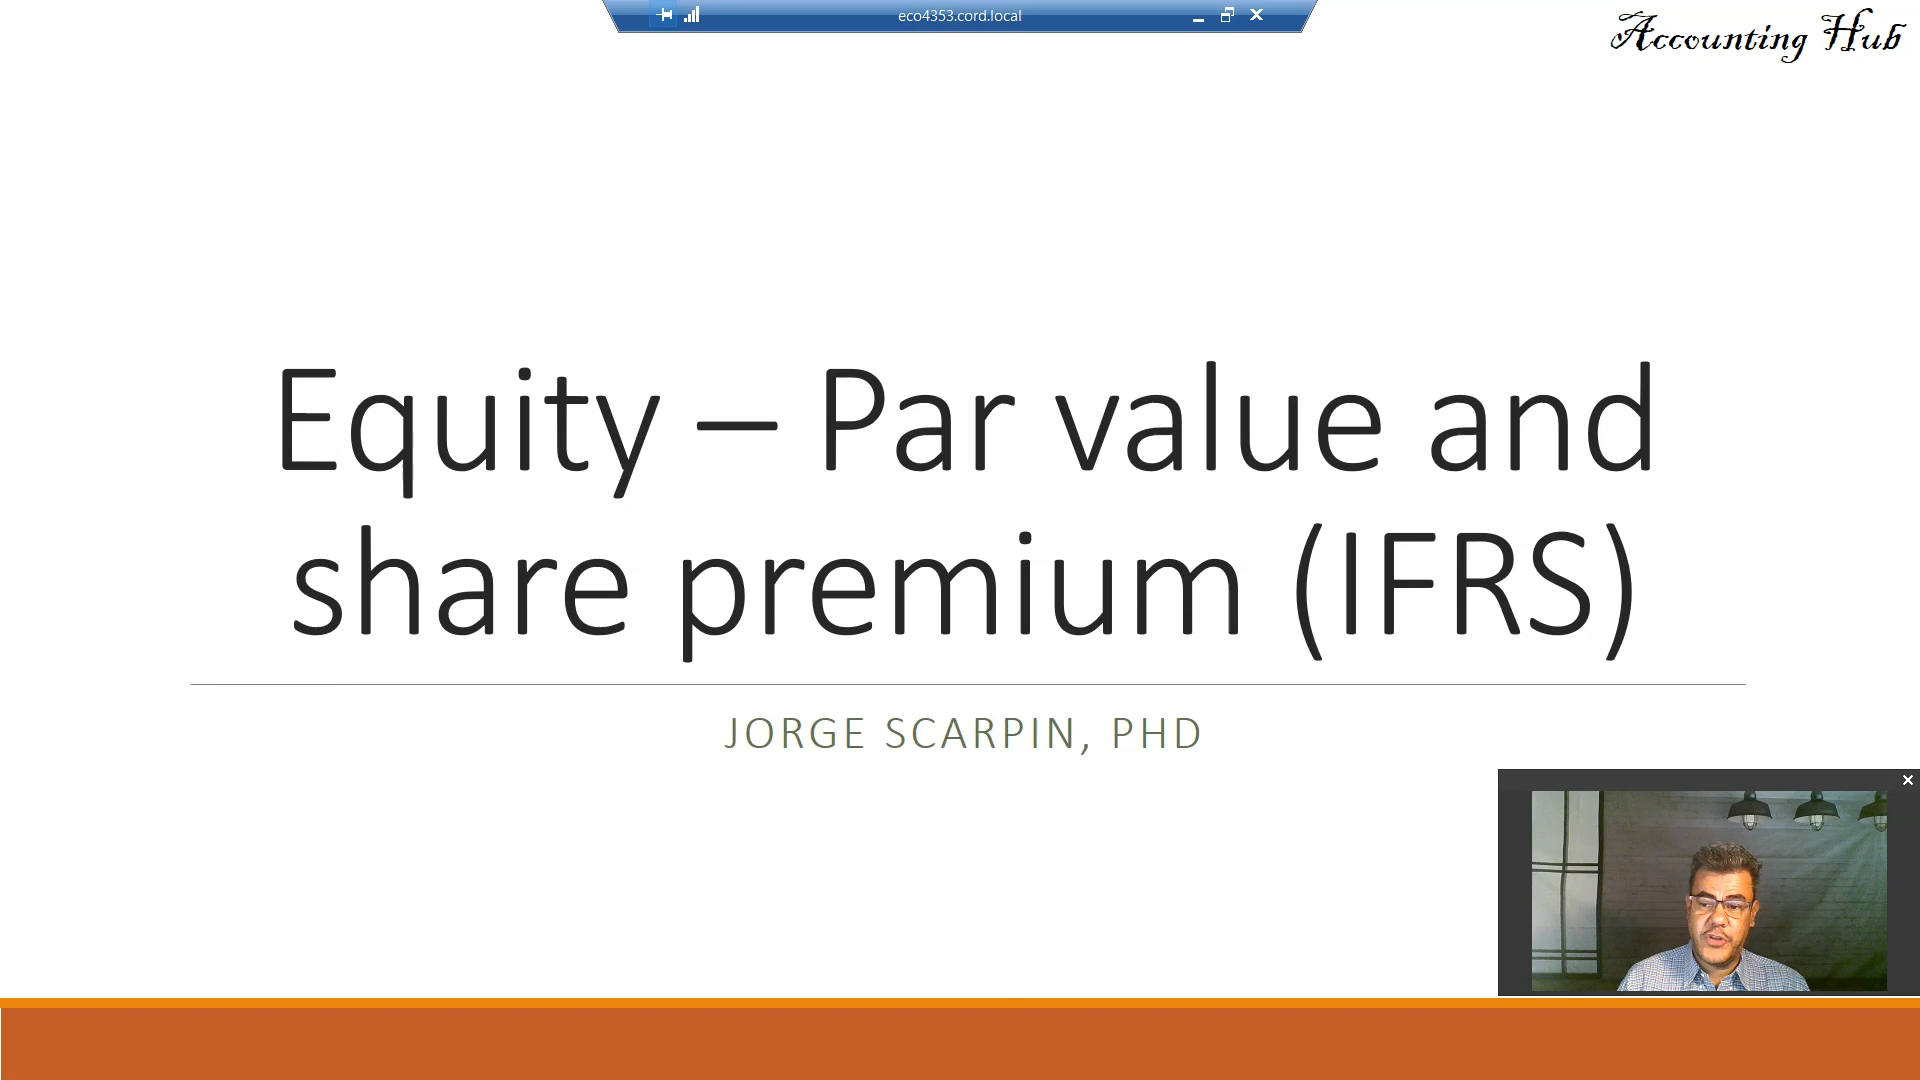 eco4353.cord.local
Accounting Hub
Equity – Par value and
share premium (IFRS)
JORGE SCARPIN, PHD